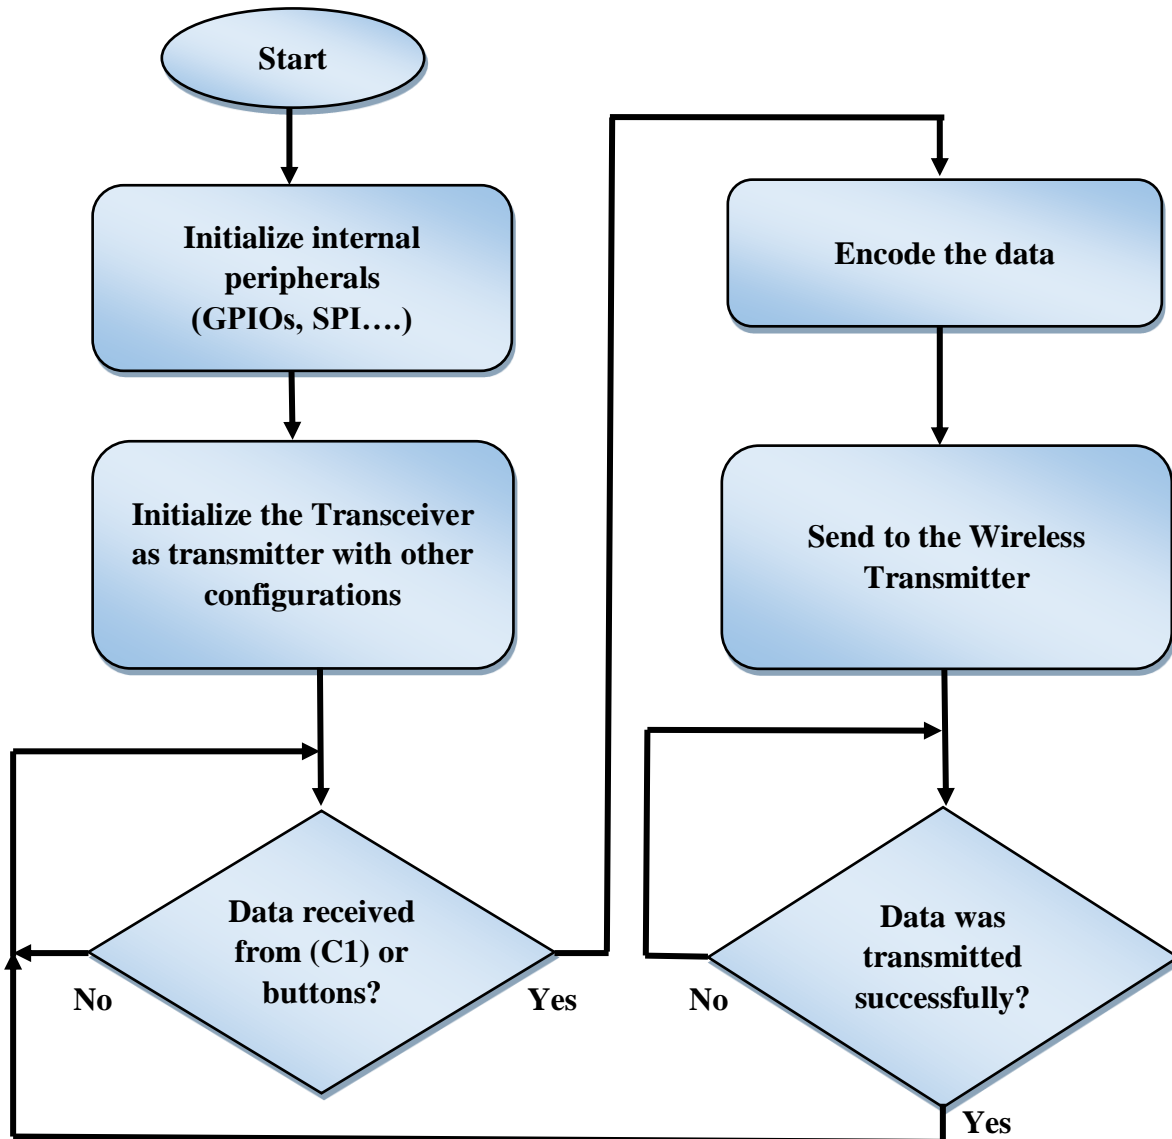 Start
Initialize internal
peripherals
(GPIOs, SPI….)
Initialize the Transceiver
as transmitter with other
configurations
Data received
from (C1) or
buttons?
No
Yes
Encode the data
Send to the Wireless
Transmitter
Data was
transmitted
successfully?
No
Yes